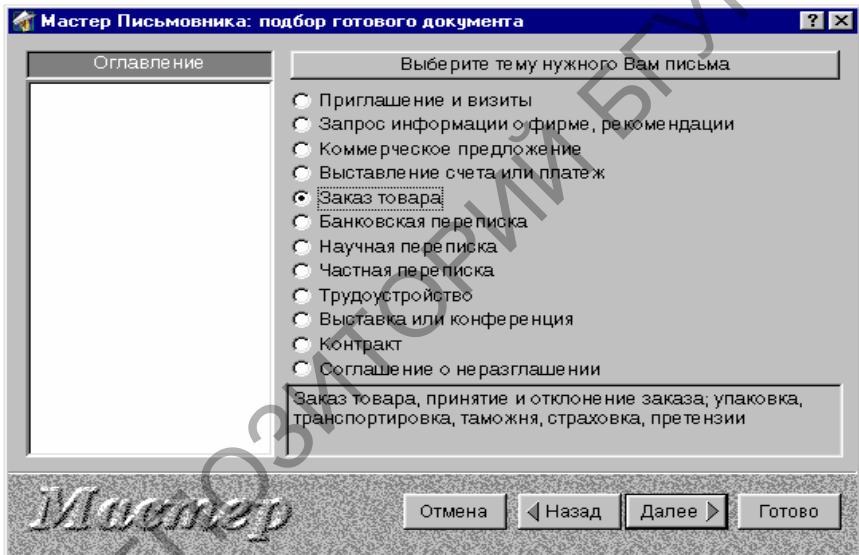 Мастер Письмовника: подбор готового документа
Оглавление
Выберите тему нужного Вам письма
Приглашение и визиты
Запрос информации о фирме, рекомендации
Коммерческое предложение
Выставление счета или платеж
Заказ товара
Банковская переписка
Научная переписка
Частная переписка
Трудоустройство
Выставка или конференция
Контракт
Соглашение о неразглашении
Заказ товара, принятие и отклонение заказа; упаковка,
транспортировка, таможня, страховка, претензии
Мастер
Отмена
Назад
Далее
Готово